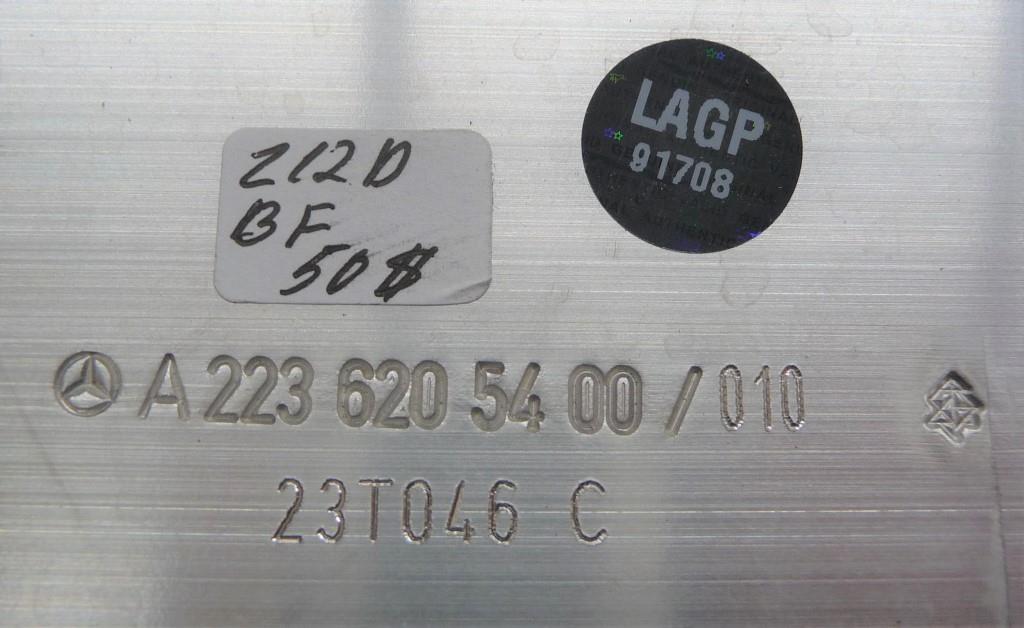 LAGP
91708
212D
BF
50$
A 223 620 54 00 / 010
23T046 C